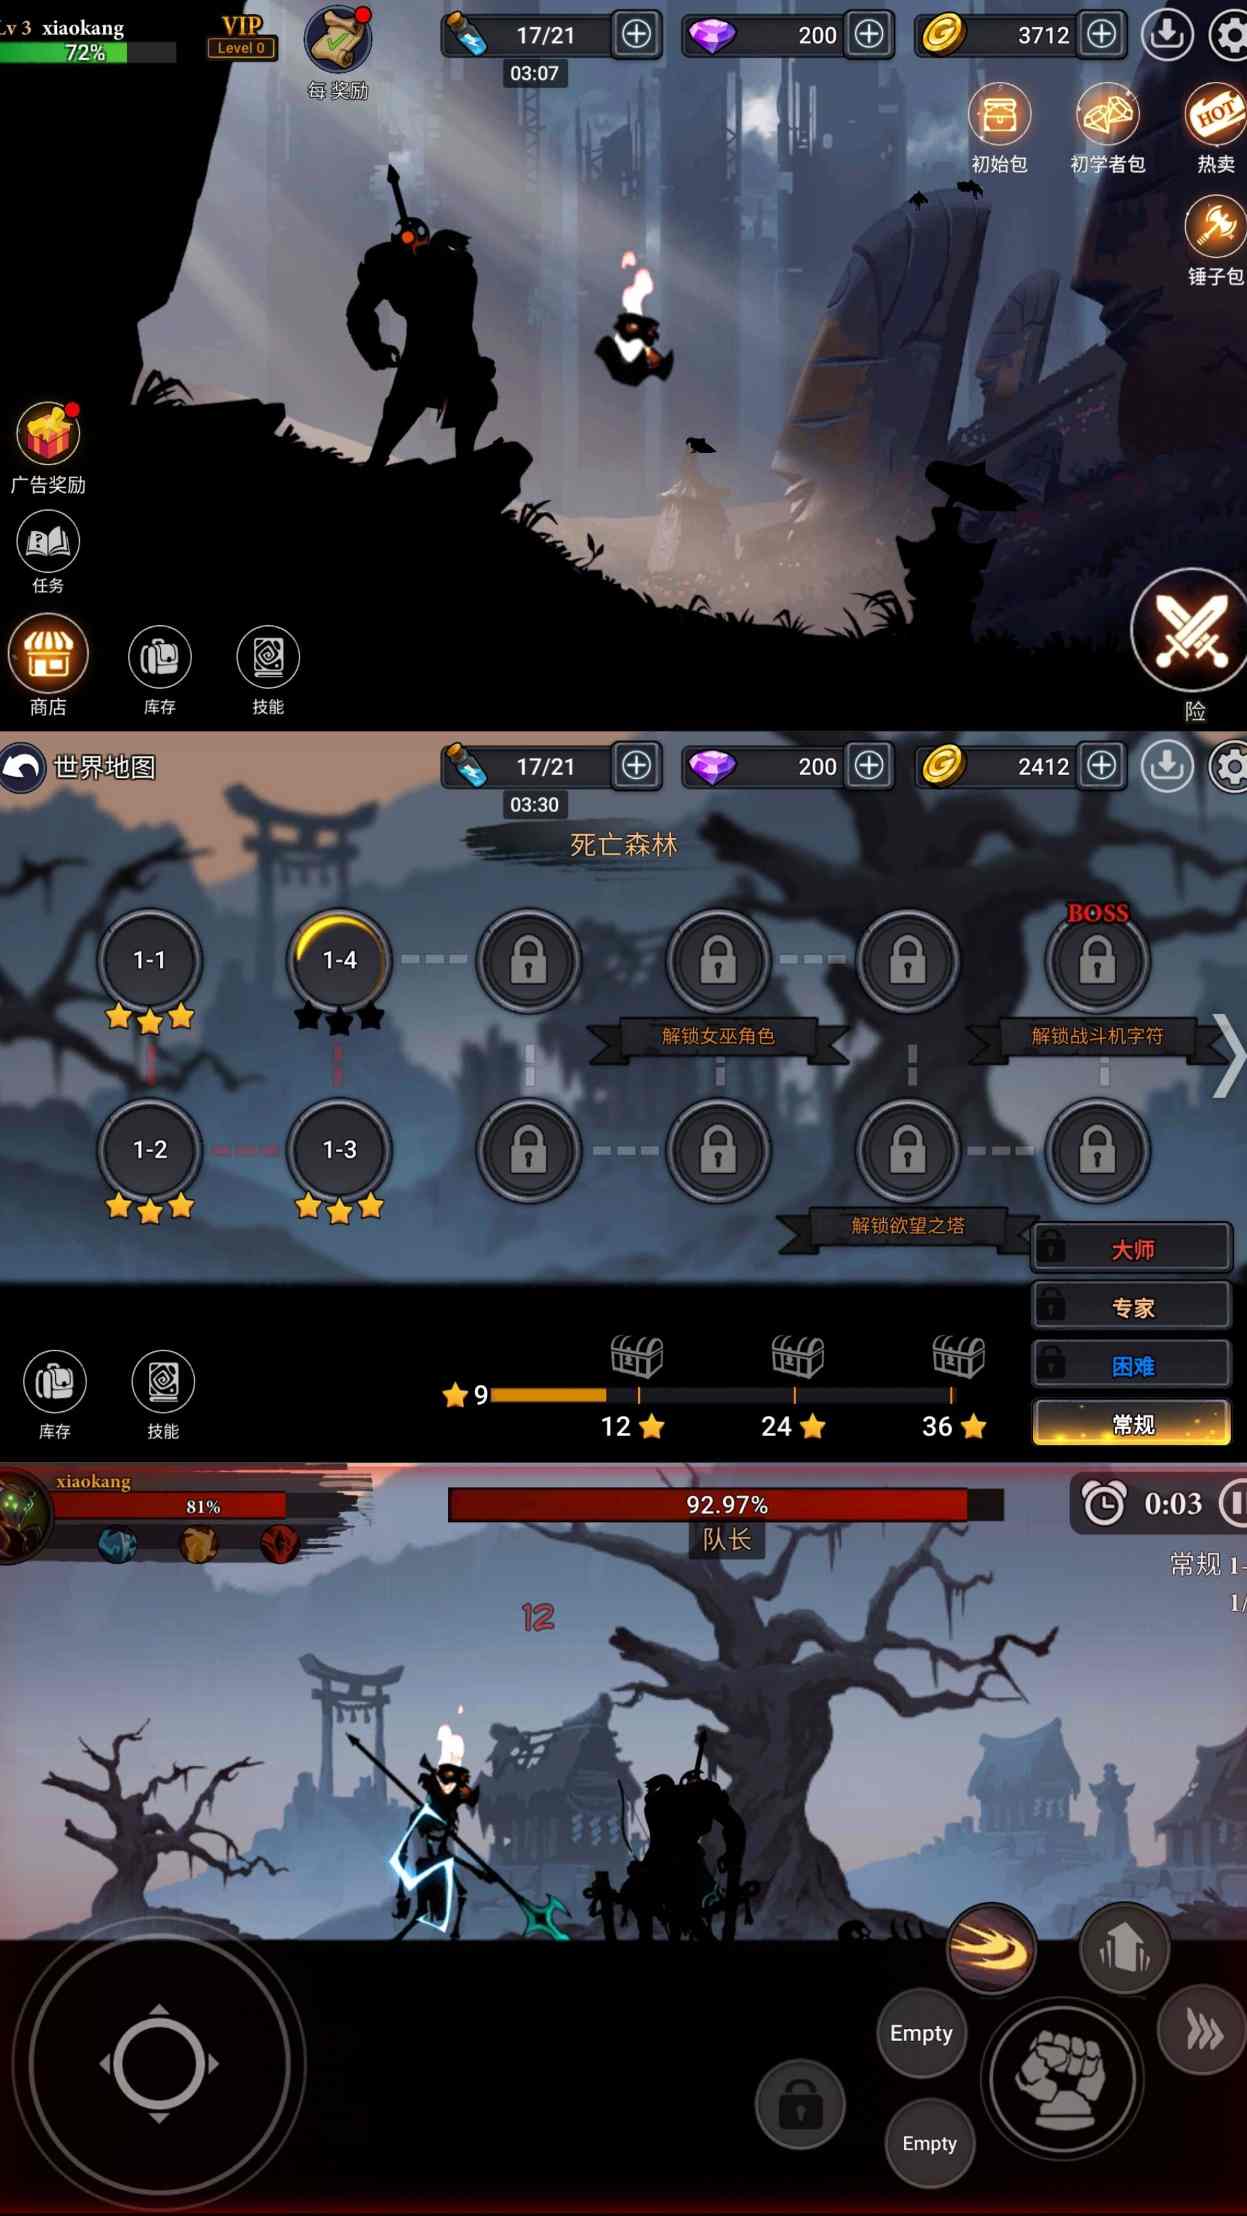 Lv 3 xiaokang
72%
VIP
Level 0
每 奖励
17/21
03:07
200
3712
初始包
初学者包
HOT
热卖
锤子包
广告奖励
任务
商店
库存
技能
险
世界地图
17/21
03:30
200
2412
死亡森林
1-1
1-4
BOSS
解锁女巫角色
解锁战斗机字符
1-2
1-3
解锁欲望之塔
大师
专家
困难
常规
库存
技能
9
12
24
36
xiaokang
81%
92.97%
队长
0:03
常规 1-
1/
12
Empty
Empty